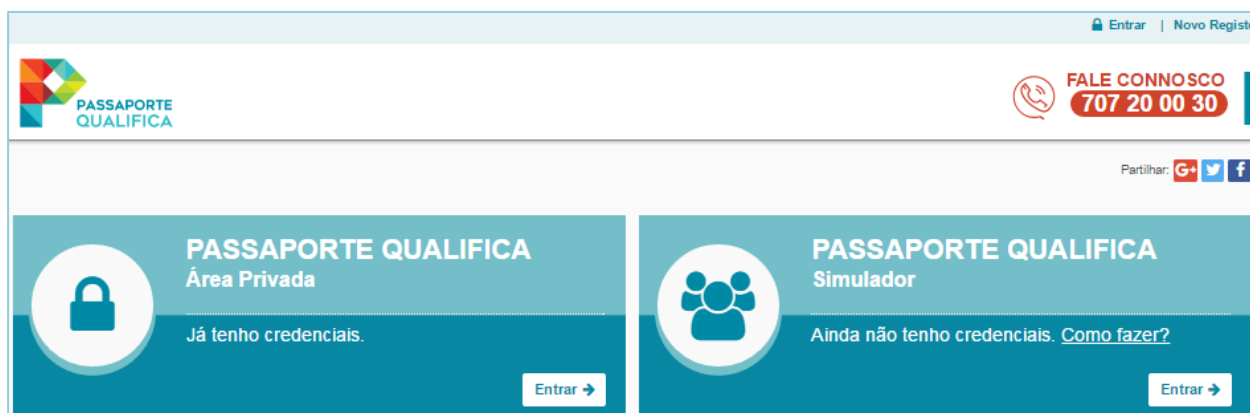 Entrar | Novo Regist
PASSAPORTE
QUALIFICA
FALE CONNOSCO
707 20 00 30
Partilhar: G+ f
PASSAPORTE QUALIFICA
Área Privada
Já tenho credenciais.
Entrar →
PASSAPORTE QUALIFICA
Simulador
Ainda não tenho credenciais. Como fazer?
Entrar →